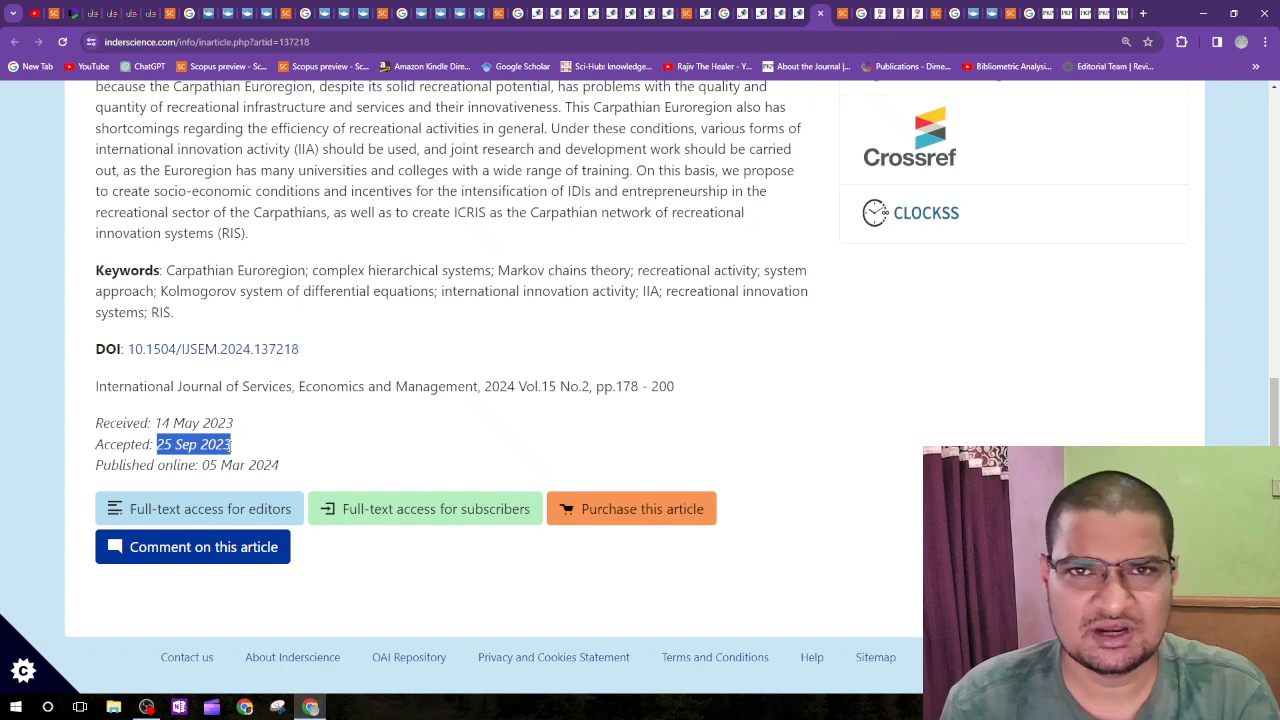 inderscience.com/info/inarticle.php?artid=137218
New Tab YouTube ChatGPT Scopus preview - Sc... Scopus preview - Sc... Amazon Kindle Dire... Google Scholar Sci-Hub: knowledge... Rajiv The Healer - Y... About the Journal |... Publications - Dime... Bibliometric Analysi... Editorial Team | Revi...
because the Carpathian Euroregion, despite its solid recreational potential, has problems with the quality and
quantity of recreational infrastructure and services and their innovativeness. This Carpathian Euroregion also has
shortcomings regarding the efficiency of recreational activities in general. Under these conditions, various forms of
international innovation activity (IIA) should be used, and joint research and development work should be carried
out, as the Euroregion has many universities and colleges with a wide range of training. On this basis, we propose
to create socio-economic conditions and incentives for the intensification of IDIs and entrepreneurship in the
recreational sector of the Carpathians, as well as to create ICRIS as the Carpathian network of recreational
innovation systems (RIS).
Keywords: Carpathian Euroregion; complex hierarchical systems; Markov chains theory; recreational activity; system
approach; Kolmogorov system of differential equations; international innovation activity; IIA; recreational innovation
systems; RIS.
DOI: 10.1504/IJSEM.2024.137218
International Journal of Services, Economics and Management, 2024 Vol.15 No.2, pp.178 - 200
Received: 14 May 2023
Accepted: 25 Sep 2023
Published online: 05 Mar 2024
Full-text access for editors Full-text access for subscribers Purchase this article
Comment on this article
Crossref
CLOCKSS
Contact us About Inderscience OAI Repository Privacy and Cookies Statement Terms and Conditions Help Sitemap